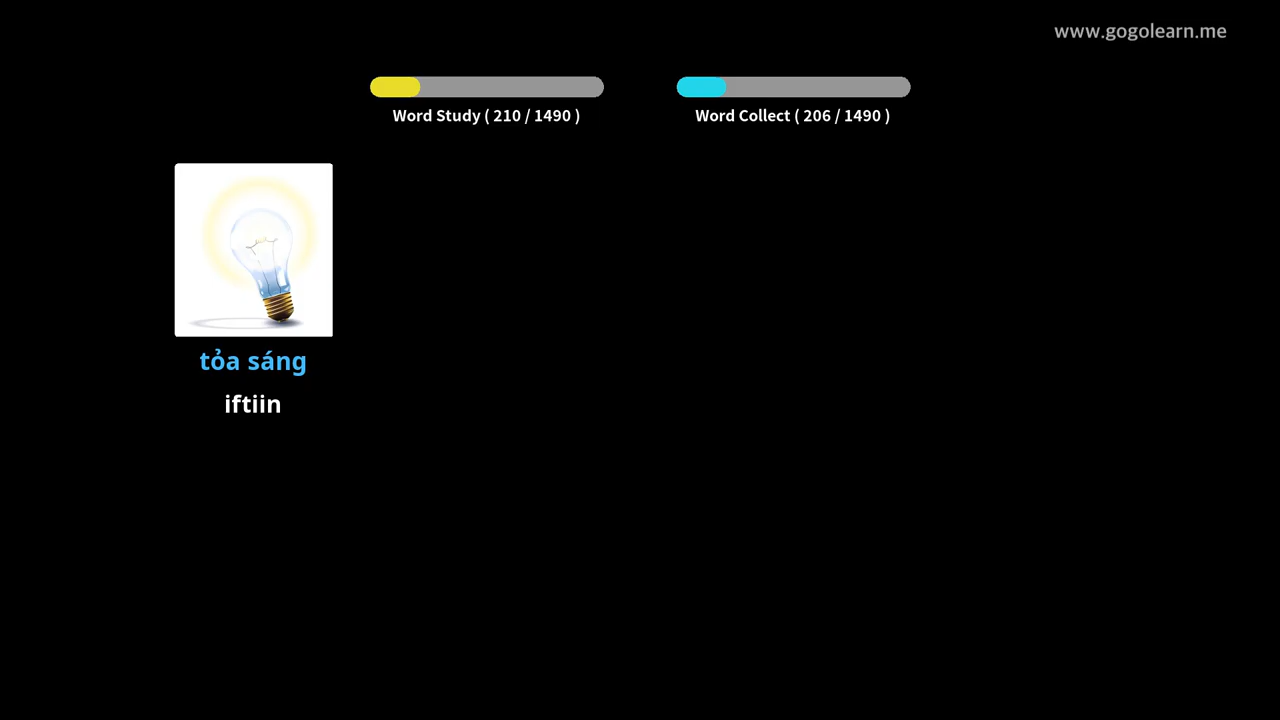 www.gogolearn.me
Word Study ( 210 / 1490 )
Word Collect ( 206 / 1490 )
tỏa sáng
iftiin